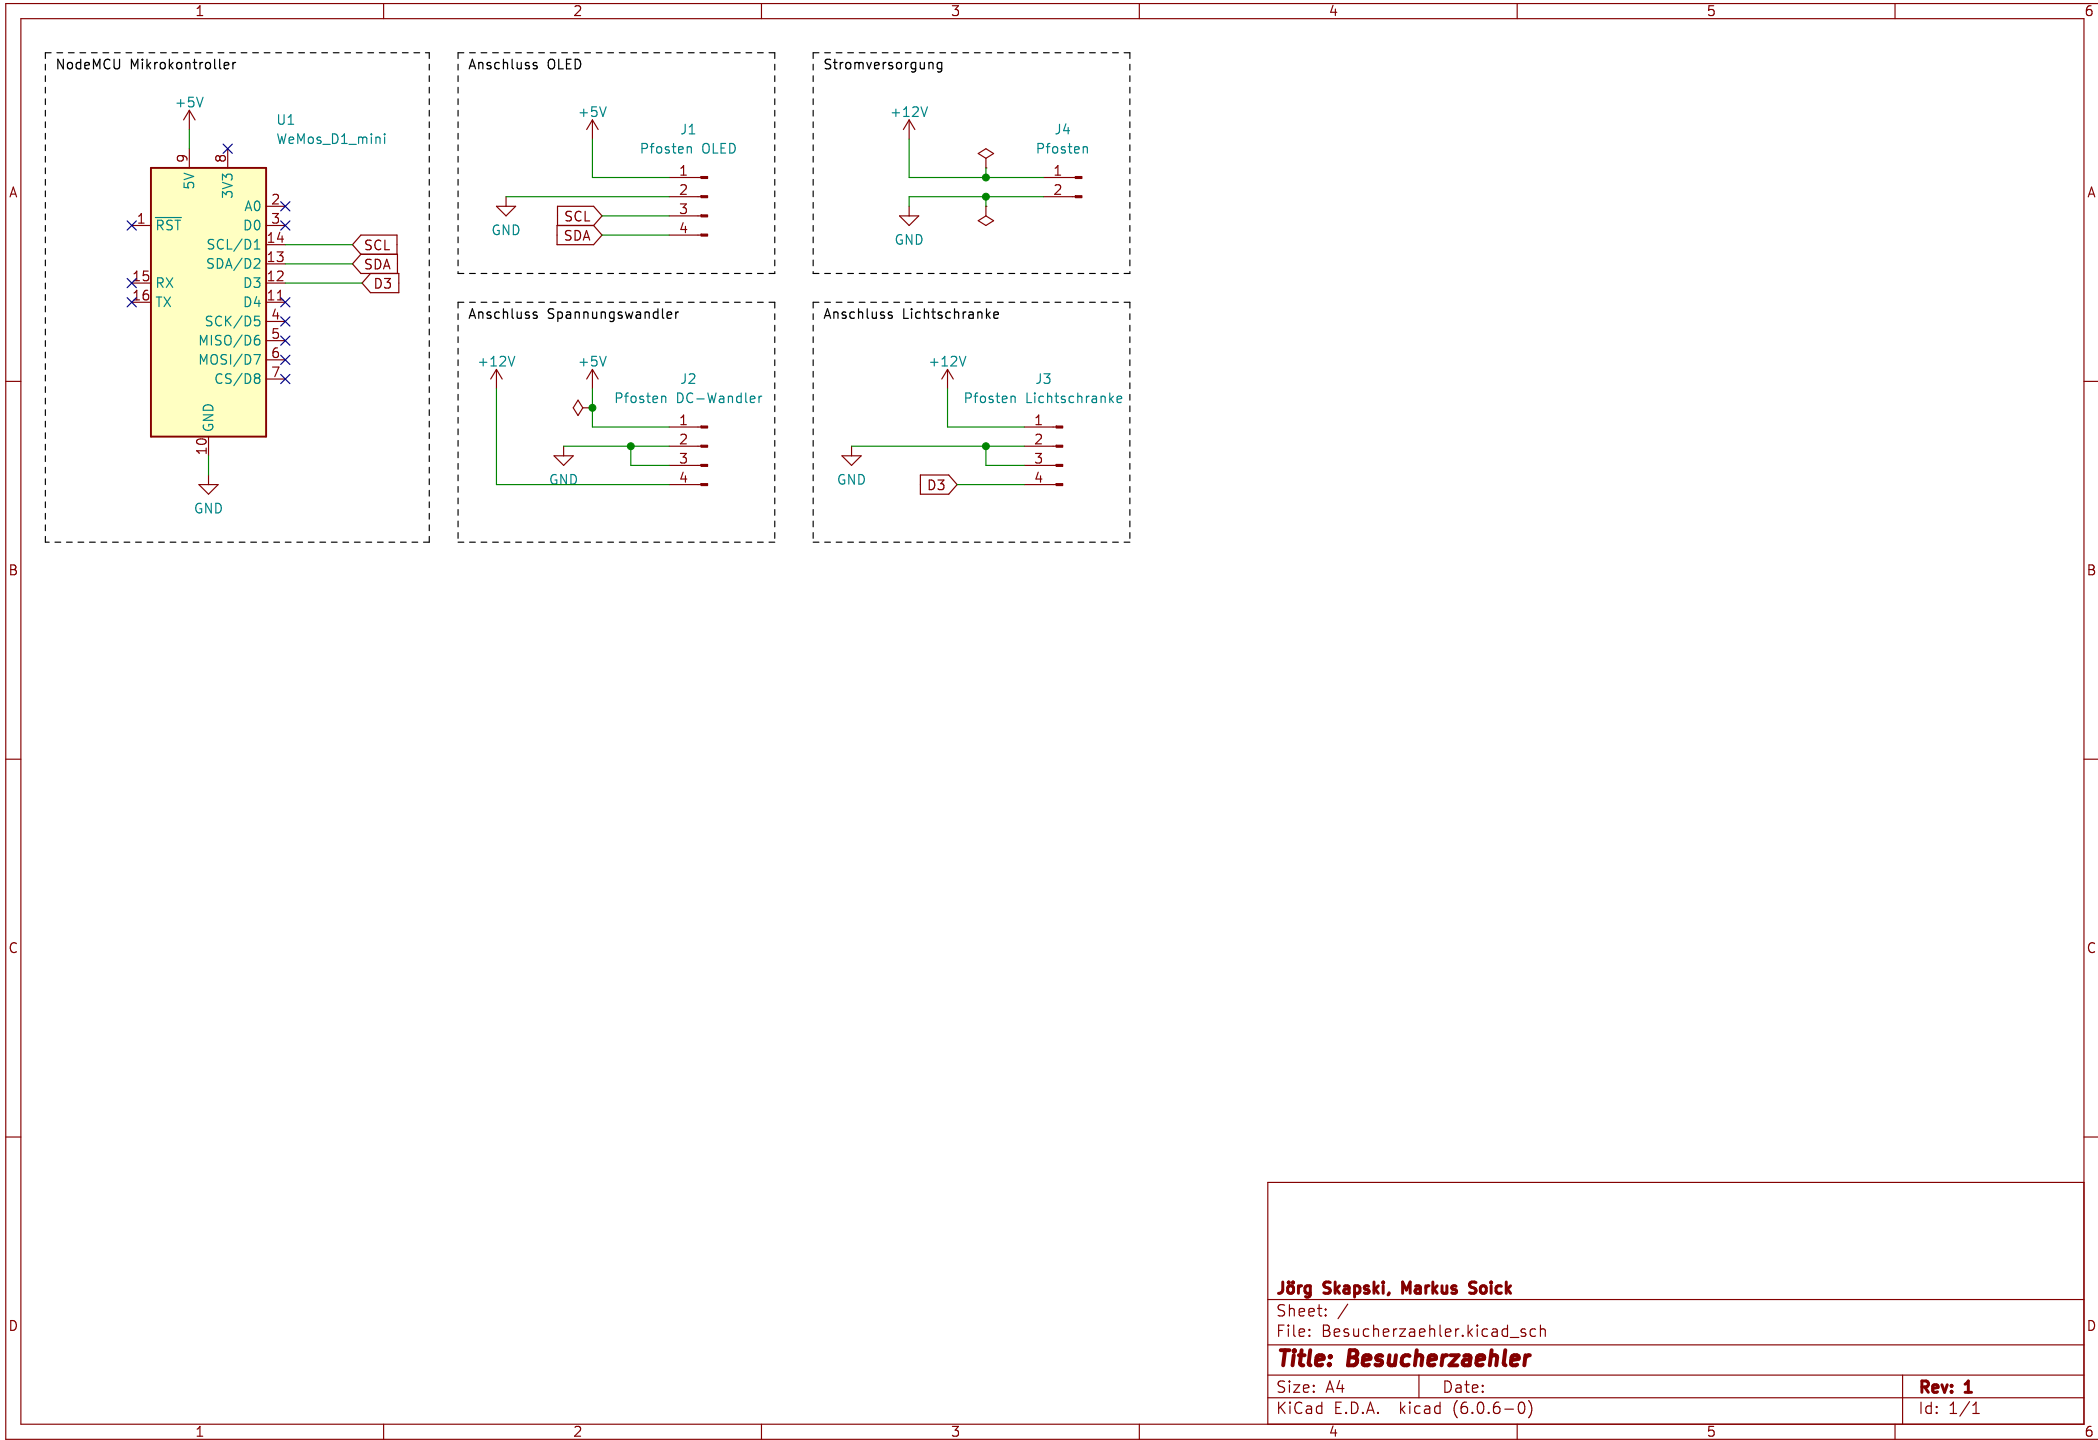 1 2 3 4 5 6
A
B
C
D
NodeMCU Mikrokontroller
+5V
U1
WeMos_D1_mini
9
8
5V
3V3
A0 2
D0 3
1 RST
SCL/D1 14 SCL
SDA/D2 13 SDA
15 RX
D3 12 D3
16 TX
D4 11
SCK/D5 4
MISO/D6 5
MOSI/D7 6
CS/D8 7
GND
10
GND
Anschluss OLED
+5V
J1
Pfosten OLED
1
2
GND
SCL 3
SDA 4
Stromversorgung
+12V
J4
Pfosten
1
2
GND
Anschluss Spannungswandler
+12V
+5V
J2
Pfosten DC-Wandler
1
2
3
GND
4
Anschluss Lichtschranke
+12V
J3
Pfosten Lichtschranke
1
2
3
GND
D3 4
A
B
C
D
Jörg Skapski, Markus Soick
Sheet: /
File: Besucherzaehler.kicad_sch
Title: Besucherzaehler
Size: A4 Date: Rev: 1
KiCad E.D.A. kicad (6.0.6-0) Id: 1/1
1 2 3 4 5 6